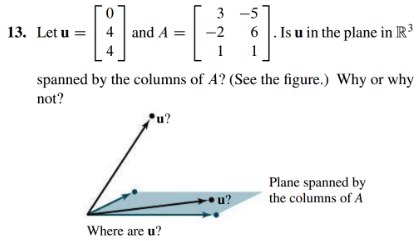 13. Let u = [0 4 4] and A = [3 -5 -2 6 1 1]. Is u in the plane in ℝ³
spanned by the columns of A? (See the figure.) Why or why
not?
u?
u?
Plane spanned by
the columns of A
Where are u?